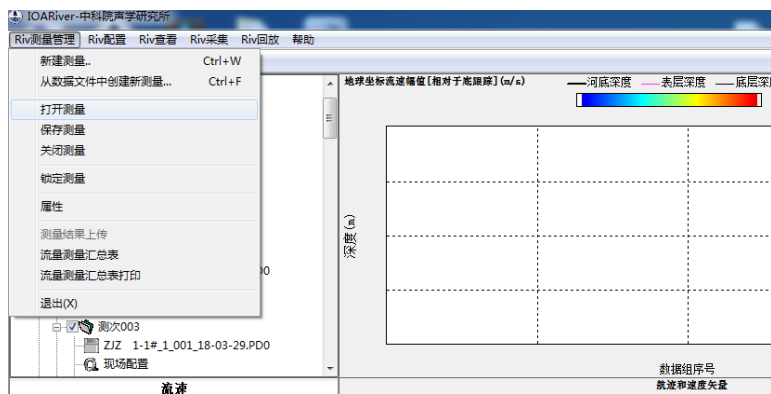 IOARiver-中科院声学研究所
Riv测量管理 Riv配置 Riv查看 Riv采集 Riv回放 帮助
新建测量.. Ctrl+W
从数据文件中创建新测量... Ctrl+F
打开测量
保存测量
关闭测量
锁定测量
属性
测量结果上传
流量测量汇总表
流量测量汇总表打印
退出(X)
测次003
ZJZ 1-1#_1_001_18-03-29.PD0
现场配置
流速
地球坐标流速幅值[相对于底跟踪](m/s)
河底深度 表层深度 底层深
深度(m)
数据组序号
航迹和速度矢量